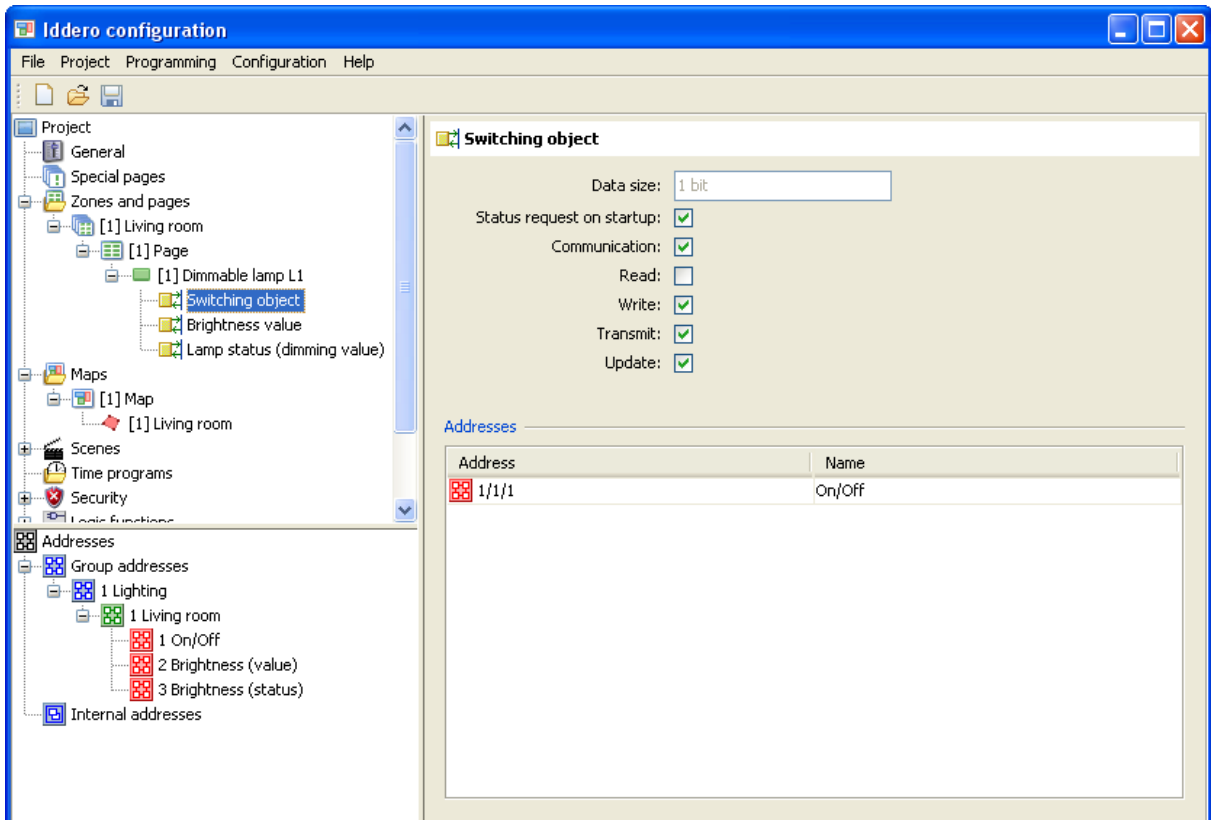 Iddero configuration
File Project Programming Configuration Help
Project
General
Special pages
Zones and pages
[1] Living room
[1] Page
[1] Dimmable lamp L1
Switching object
Brightness value
Lamp status (dimming value)
Maps
[1] Map
[1] Living room
Scenes
Time programs
Security
Logic functions
Addresses
Group addresses
1 Lighting
1 Living room
1 On/Off
2 Brightness (value)
3 Brightness (status)
Internal addresses
Switching object
Data size: 1 bit
Status request on startup:
Communication:
Read:
Write:
Transmit:
Update:
Addresses
Address Name
1/1/1 On/Off